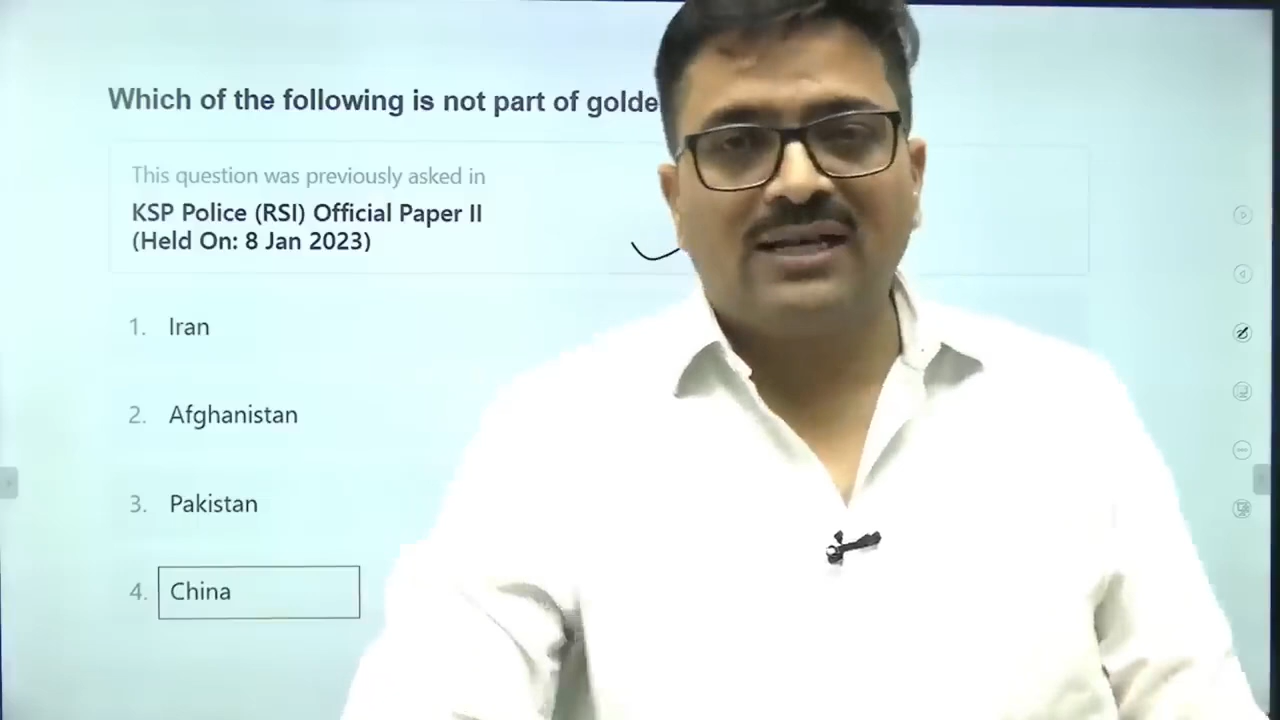 Which of the following is not part of golde
This question was previously asked in
KSP Police (RSI) Official Paper II
(Held On: 8 Jan 2023)
1. Iran
2. Afghanistan
3. Pakistan
4. China